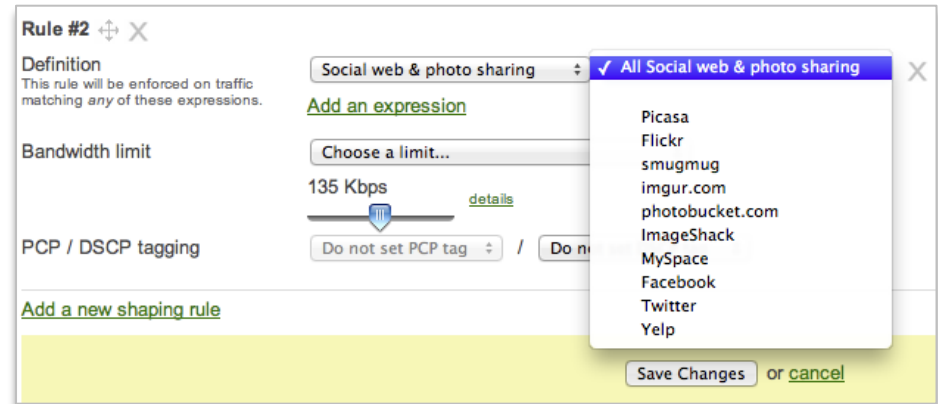 Rule #2
Definition
This rule will be enforced on traffic
matching any of these expressions.
Social web & photo sharing
✓ All Social web & photo sharing
Picasa
Flickr
smugmug
imgur.com
photobucket.com
ImageShack
MySpace
Facebook
Twitter
Yelp
Add an expression
Bandwidth limit
Choose a limit...
135 Kbps
details
PCP / DSCP tagging
Do not set PCP tag
/
Do
Add a new shaping rule
Save Changes
or cancel